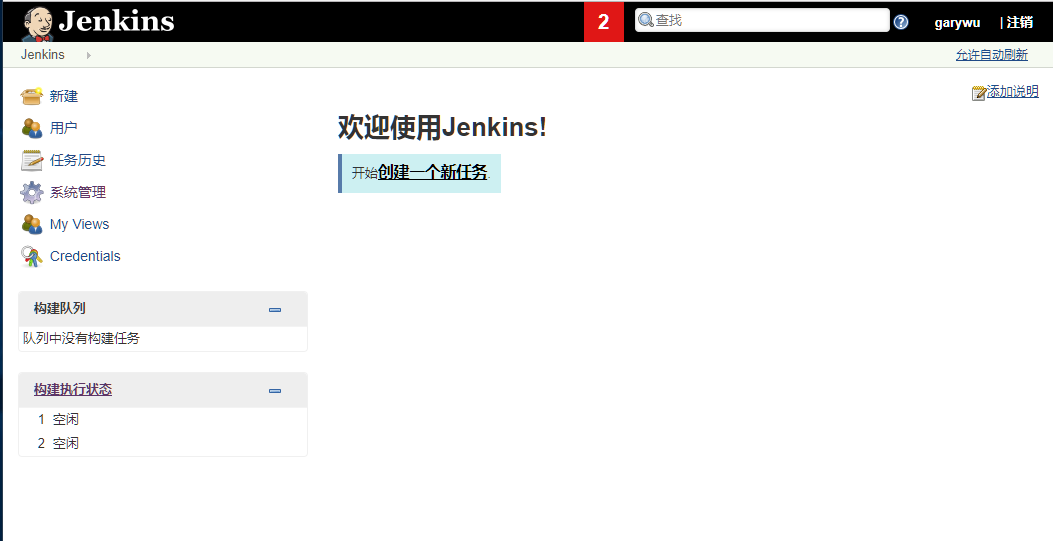 Jenkins 2 查找 garywu | 注销
Jenkins 允许自动刷新
新建 添加说明
用户
任务历史
系统管理
My Views
Credentials
欢迎使用Jenkins!
开始创建一个新任务.
构建队列
队列中没有构建任务
构建执行状态
1 空闲
2 空闲